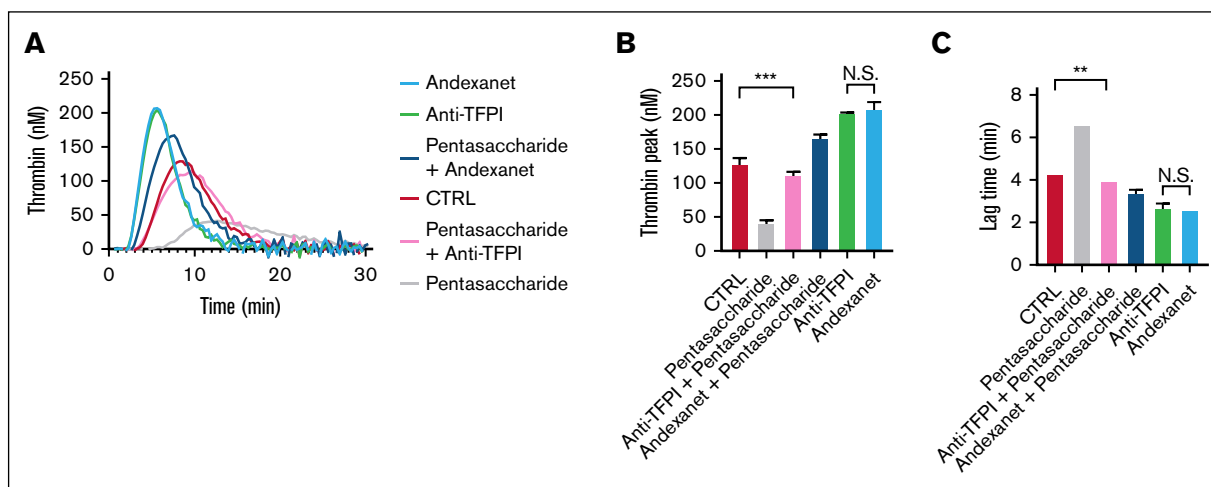 A
250
200
150
100
50
0
Thrombin (nM)
0
10
20
30
Time (min)
Andexanet
Anti-TFPI
Pentasaccharide
+ Andexanet
CTRL
Pentasaccharide
+ Anti-TFPI
Pentasaccharide
B
250
200
150
100
50
0
Thrombin peak (nM)
***
N.S.
CTRL
Pentasaccharide
Anti-TFPI + Pentasaccharide
Andexanet + Pentasaccharide
Anti-TFPI
Andexanet
C
8
6
4
2
0
Lag time (min)
**
N.S.
CTRL
Pentasaccharide
Anti-TFPI + Pentasaccharide
Andexanet + Pentasaccharide
Anti-TFPI
Andexanet